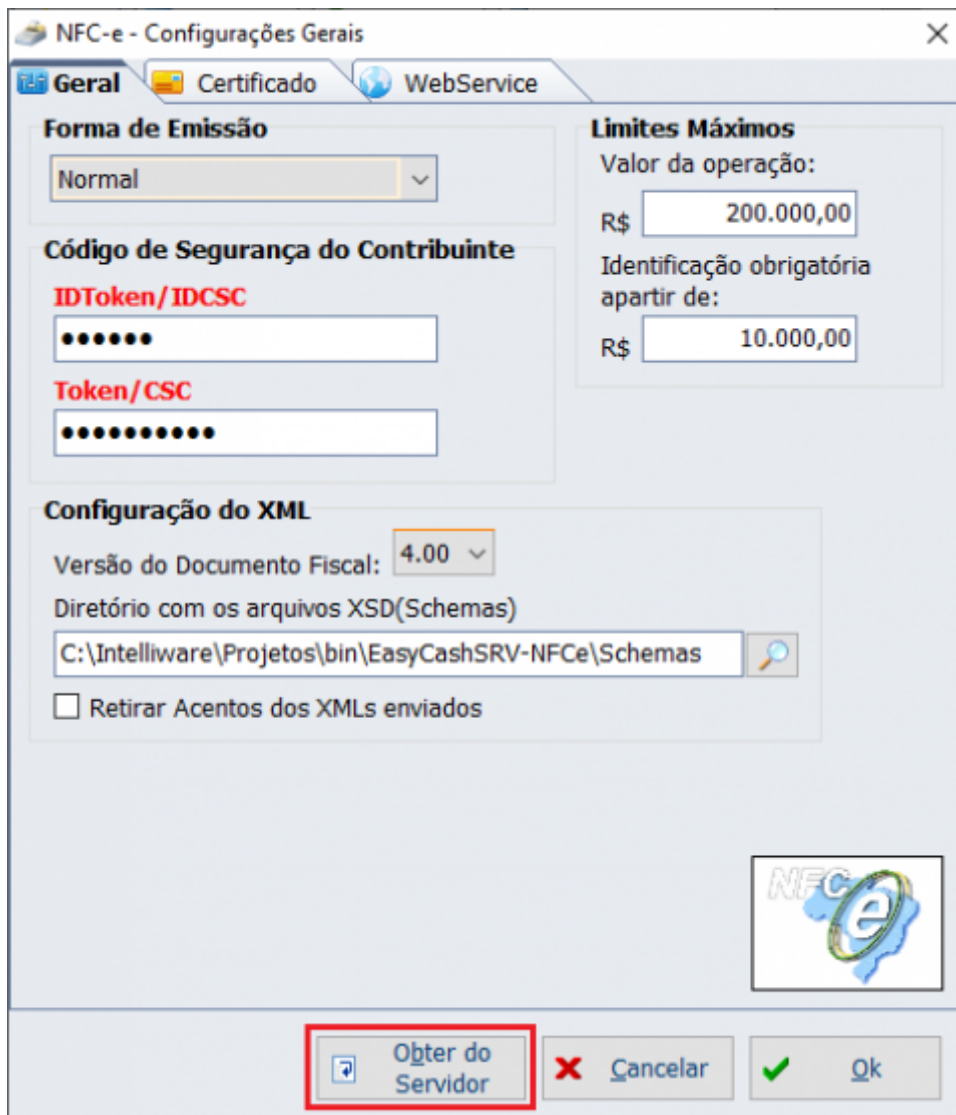 NFC-e - Configurações Gerais
Geral
Certificado
WebService
Forma de Emissão
Normal
Código de Segurança do Contribuinte
IDToken/IDCSC
••••••
Token/CSC
••••••••••
Limites Máximos
Valor da operação:
R$ 200.000,00
Identificação obrigatória
apartir de:
R$ 10.000,00
Configuração do XML
Versão do Documento Fiscal: 4.00
Diretório com os arquivos XSD(Schemas)
C:\Intelliware\Projetos\bin\EasyCashSRV-NFCe\Schemas
Retirar Acentos dos XMLs enviados
NFC
e
Obter do
Servidor
Cancelar
Ok